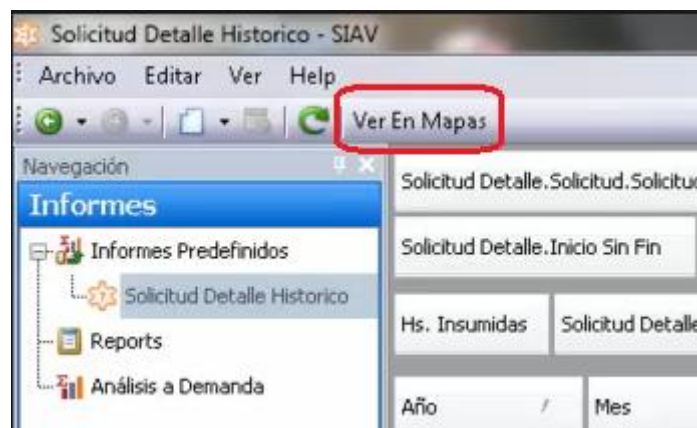 Solicitud Detalle Historico - SIAV
Archivo Editar Ver Help
Ver En Mapas
Navegación
Informes
Informes Predefinidos
Solicitud Detalle Historico
Reports
Análisis a Demanda
Solicitud Detalle.Solicitud.Solicitu
Solicitud Detalle.Inicio Sin Fin
Hs. Insumidas Solicitud Detalle
Año Mes